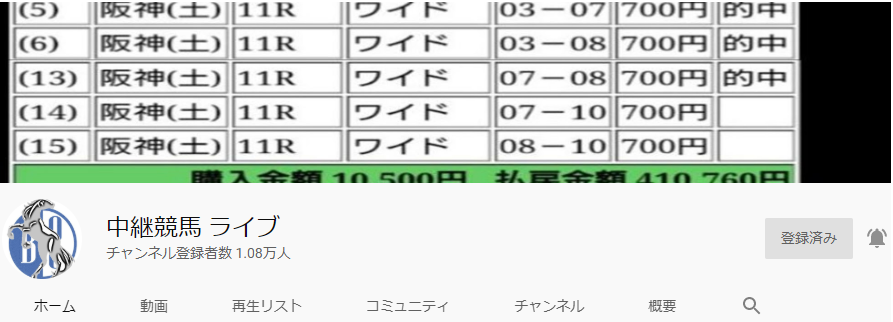 (5) 阪神(土) 11R ワイド 03－07 700円 的中
(6) 阪神(土) 11R ワイド 03－08 700円 的中
(13) 阪神(土) 11R ワイド 07－08 700円 的中
(14) 阪神(土) 11R ワイド 07－10 700円
(15) 阪神(土) 11R ワイド 08－10 700円
購入金額 10,500円 払戻金額 410,760円
中継競馬 ライブ
チャンネル登録者数 1.08万人
登録済み
ホーム 動画 再生リスト コミュニティ チャンネル 概要